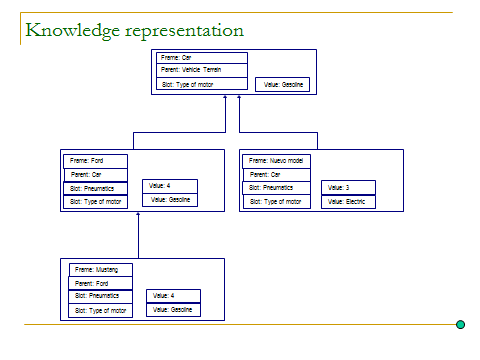 Knowledge representation
Frame: Car
Parent: Vehicle Terrain
Slot: Type of motor
Value: Gasoline
Frame: Ford
Parent: Car
Slot: Pneumatics
Value: 4
Slot: Type of motor
Value: Gasoline
Frame: Nuevo model
Parent: Car
Slot: Pneumatics
Value: 3
Slot: Type of motor
Value: Electric
Frame: Mustang
Parent: Ford
Slot: Pneumatics
Value: 4
Slot: Type of motor
Value: Gasoline